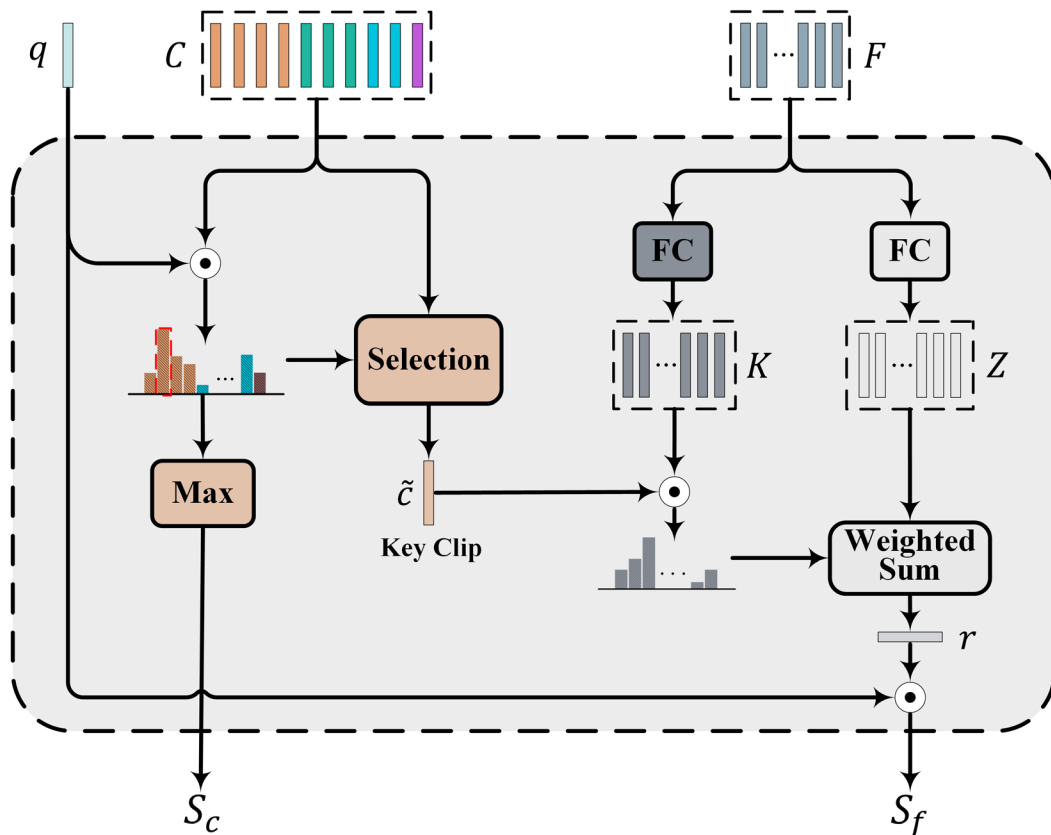 q
C
F
FC
FC
Selection
K
Z
...
...
...
...
Max
c̃
Key Clip
Weighted
Sum
...
r
S_c
S_f